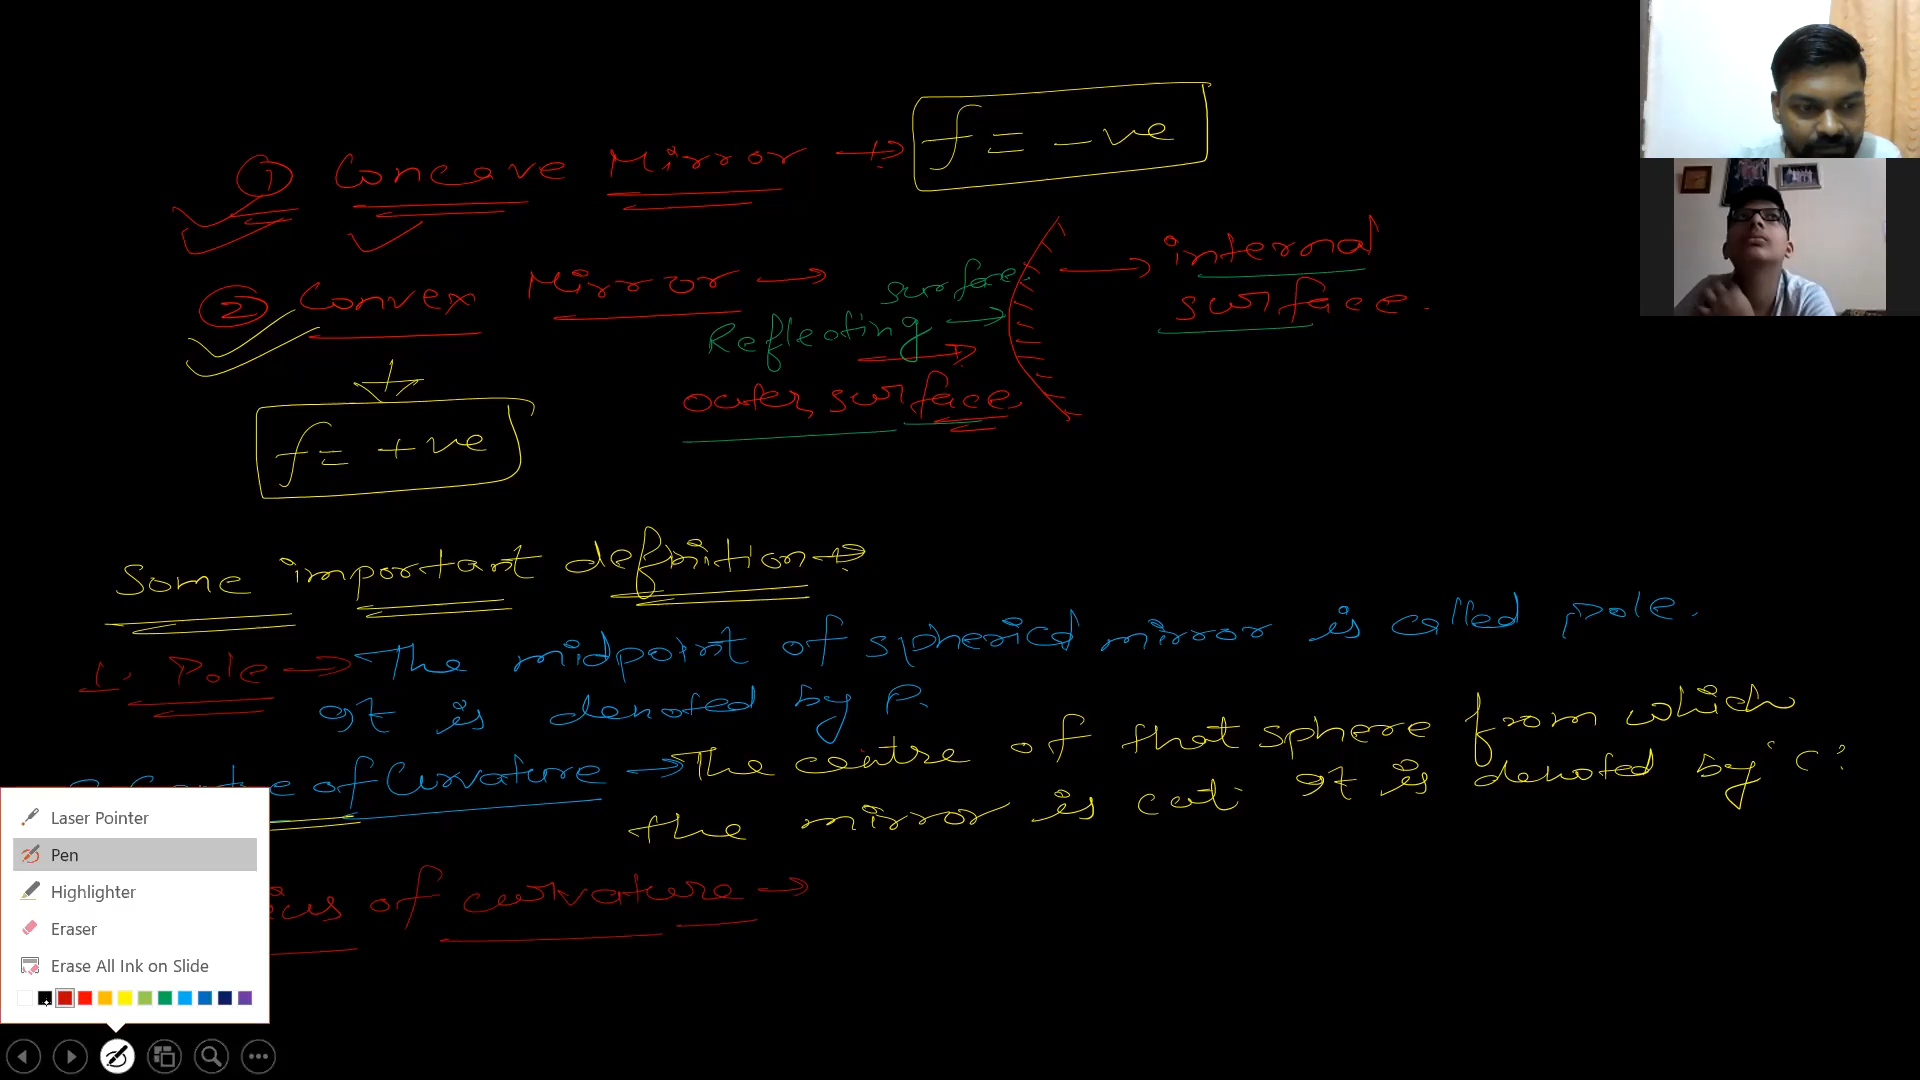 ① Concave Mirror → f = -ve
② Convex Mirror →
surface
Reflecting →
outer surface
→ internal
surface.
f = +ve
Some important definition →
1. Pole → The midpoint of spherical mirror is called pole.
It is denoted by P.
of Curvature → The centre of that sphere from which
the mirror is cut. It is denoted by 'C'.
of curvature →
Laser Pointer
Pen
Highlighter
Eraser
Erase All Ink on Slide